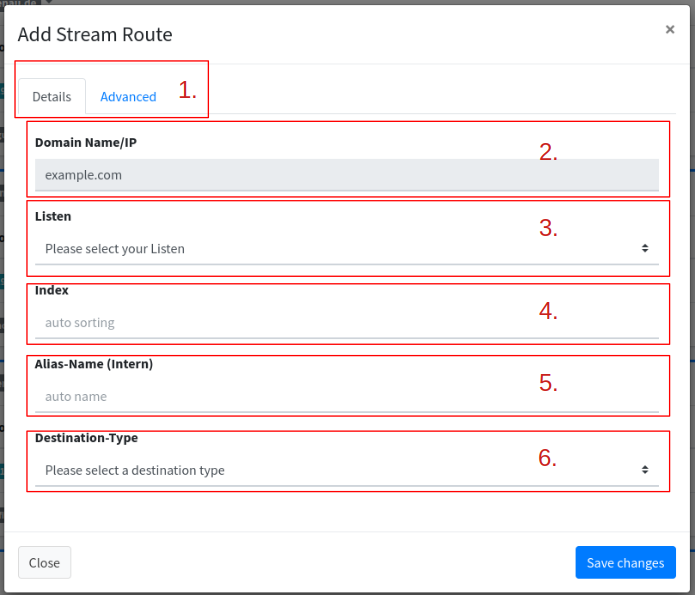 Add Stream Route
×
Details Advanced 1.
Domain Name/IP
2.
example.com
Listen
3.
Please select your Listen
Index
4.
auto sorting
Alias-Name (Intern)
5.
auto name
Destination-Type
6.
Please select a destination type
Close Save changes